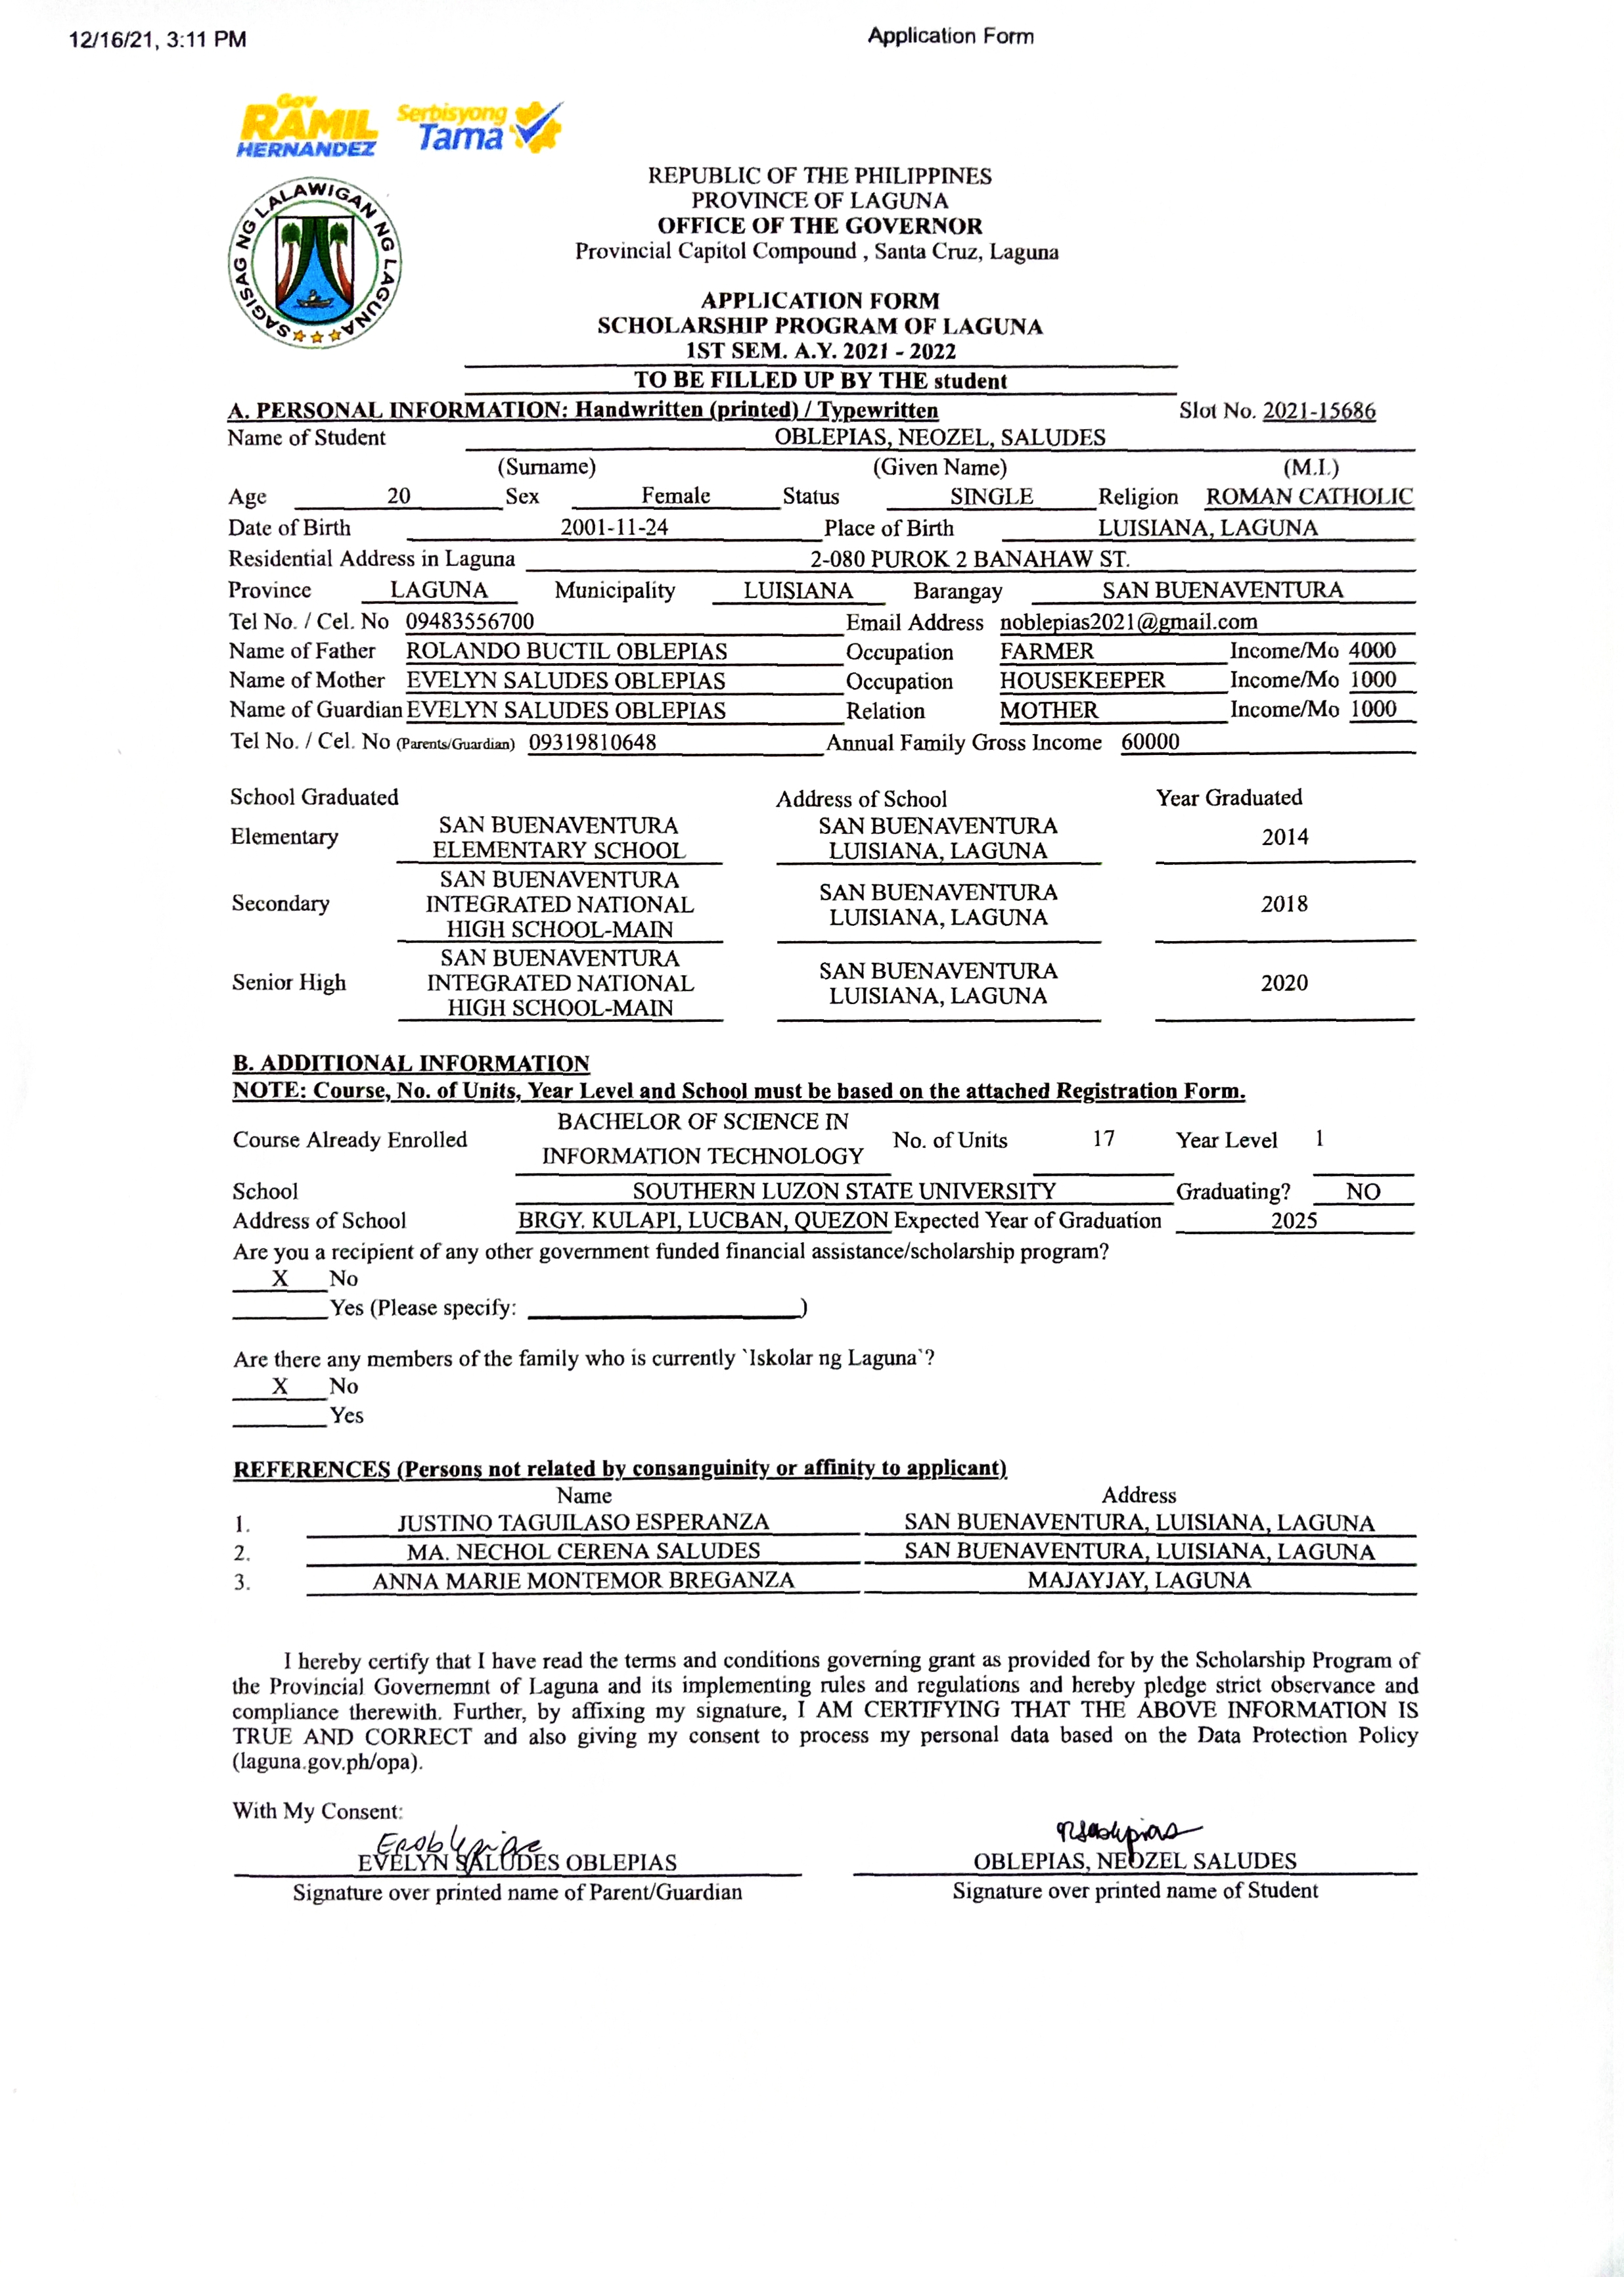 12/16/21, 3:11 PM
Application Form
Gov
RAMIL
HERNANDEZ
Serbisyong
Tama
SAGISAG NG LALAWIGAN NG LAGUNA
REPUBLIC OF THE PHILIPPINES
PROVINCE OF LAGUNA
OFFICE OF THE GOVERNOR
Provincial Capitol Compound , Santa Cruz, Laguna
APPLICATION FORM
SCHOLARSHIP PROGRAM OF LAGUNA
1ST SEM. A.Y. 2021 - 2022
TO BE FILLED UP BY THE student
A. PERSONAL INFORMATION: Handwritten (printed) / Typewritten Slot No. 2021-15686
Name of Student OBLEPIAS, NEOZEL, SALUDES
(Surname) (Given Name) (M.I.)
Age 20 Sex Female Status SINGLE Religion ROMAN CATHOLIC
Date of Birth 2001-11-24 Place of Birth LUISIANA, LAGUNA
Residential Address in Laguna 2-080 PUROK 2 BANAHAW ST.
Province LAGUNA Municipality LUISIANA Barangay SAN BUENAVENTURA
Tel No. / Cel. No 09483556700 Email Address noblepias2021@gmail.com
Name of Father ROLANDO BUCTIL OBLEPIAS Occupation FARMER Income/Mo 4000
Name of Mother EVELYN SALUDES OBLEPIAS Occupation HOUSEKEEPER Income/Mo 1000
Name of Guardian EVELYN SALUDES OBLEPIAS Relation MOTHER Income/Mo 1000
Tel No. / Cel. No (Parents/Guardian) 09319810648 Annual Family Gross Income 60000
School Graduated Address of School Year Graduated
Elementary SAN BUENAVENTURA ELEMENTARY SCHOOL SAN BUENAVENTURA LUISIANA, LAGUNA 2014
Secondary SAN BUENAVENTURA INTEGRATED NATIONAL HIGH SCHOOL-MAIN SAN BUENAVENTURA LUISIANA, LAGUNA 2018
Senior High SAN BUENAVENTURA INTEGRATED NATIONAL HIGH SCHOOL-MAIN SAN BUENAVENTURA LUISIANA, LAGUNA 2020
B. ADDITIONAL INFORMATION
NOTE: Course, No. of Units, Year Level and School must be based on the attached Registration Form.
Course Already Enrolled BACHELOR OF SCIENCE IN INFORMATION TECHNOLOGY No. of Units 17 Year Level 1
School SOUTHERN LUZON STATE UNIVERSITY Graduating? NO
Address of School BRGY. KULAPI, LUCBAN, QUEZON Expected Year of Graduation 2025
Are you a recipient of any other government funded financial assistance/scholarship program?
X No
Yes (Please specify: )
Are there any members of the family who is currently `Iskolar ng Laguna`?
X No
Yes
REFERENCES (Persons not related by consanguinity or affinity to applicant)
Name Address
1. JUSTINO TAGUILASO ESPERANZA SAN BUENAVENTURA, LUISIANA, LAGUNA
2. MA. NECHOL CERENA SALUDES SAN BUENAVENTURA, LUISIANA, LAGUNA
3. ANNA MARIE MONTEMOR BREGANZA MAJAYJAY, LAGUNA
I hereby certify that I have read the terms and conditions governing grant as provided for by the Scholarship Program of
the Provincial Governemnt of Laguna and its implementing rules and regulations and hereby pledge strict observance and
compliance therewith. Further, by affixing my signature, I AM CERTIFYING THAT THE ABOVE INFORMATION IS
TRUE AND CORRECT and also giving my consent to process my personal data based on the Data Protection Policy
(laguna.gov.ph/opa).
With My Consent:
EVELYN SALUDES OBLEPIAS OBLEPIAS, NEOZEL SALUDES
Signature over printed name of Parent/Guardian Signature over printed name of Student